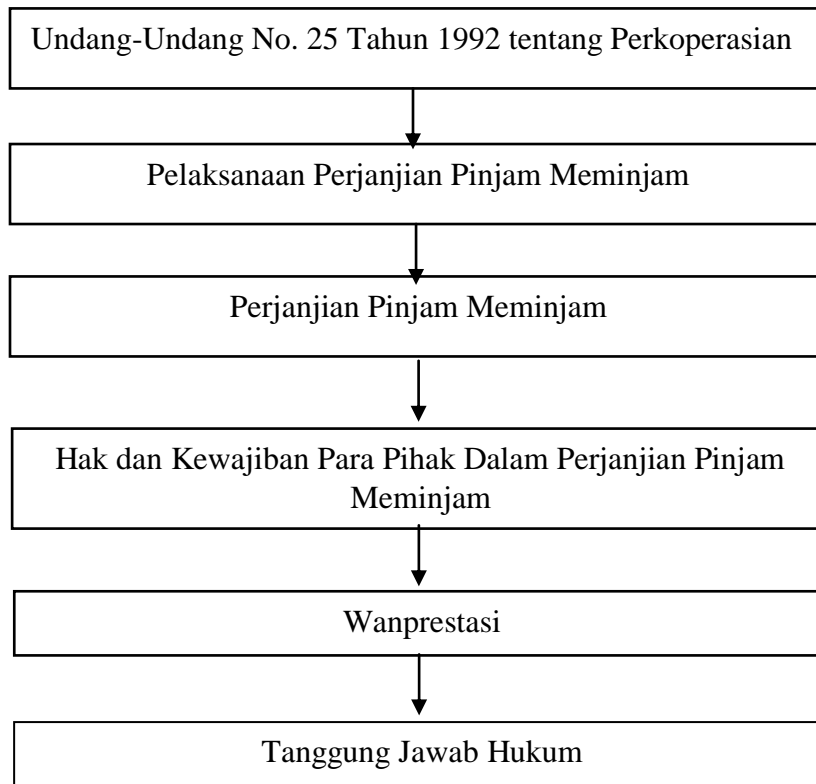 Undang-Undang No. 25 Tahun 1992 tentang Perkoperasian
Pelaksanaan Perjanjian Pinjam Meminjam
Perjanjian Pinjam Meminjam
Hak dan Kewajiban Para Pihak Dalam Perjanjian Pinjam
Meminjam
Wanprestasi
Tanggung Jawab Hukum